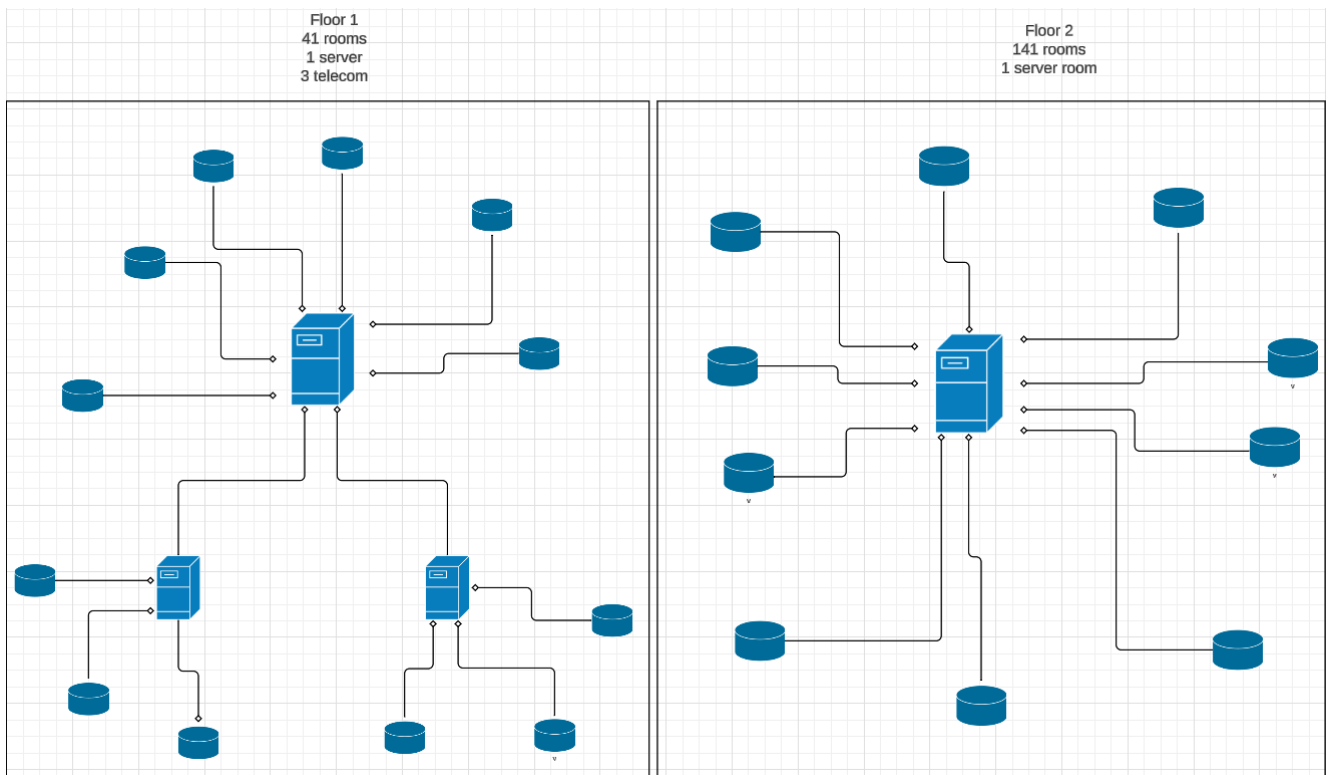 Floor 1
41 rooms
1 server
3 telecom
Floor 2
141 rooms
1 server room
v
v
v
v